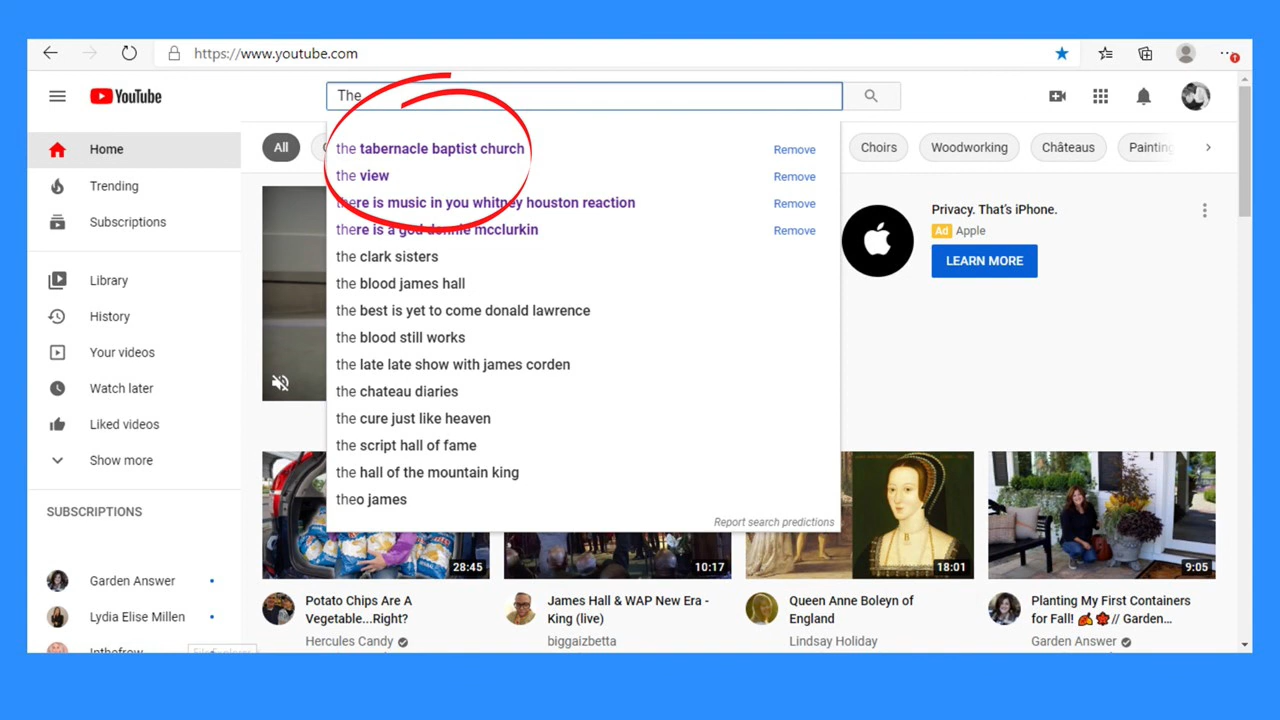 https://www.youtube.com
YouTube
The
the tabernacle baptist church Remove
the view Remove
there is music in you whitney houston reaction Remove
there is a god donnie mcclurkin Remove
the clark sisters
the blood james hall
the best is yet to come donald lawrence
the blood still works
the late late show with james corden
the chateau diaries
the cure just like heaven
the script hall of fame
the hall of the mountain king
theo james
Report search predictions
Home
Trending
Subscriptions
Library
History
Your videos
Watch later
Liked videos
Show more
SUBSCRIPTIONS
Garden Answer
Lydia Elise Millen
Inthefrow
All
Choirs Woodworking Châteaus Painting
Privacy. That's iPhone.
Ad Apple
LEARN MORE
28:45
Potato Chips Are A
Vegetable...Right?
Hercules Candy
10:17
James Hall & WAP New Era -
King (live)
biggaizbetta
18:01
Queen Anne Boleyn of
England
Lindsay Holiday
9:05
Planting My First Containers
for Fall! 🍂 🍁 // Garden...
Garden Answer